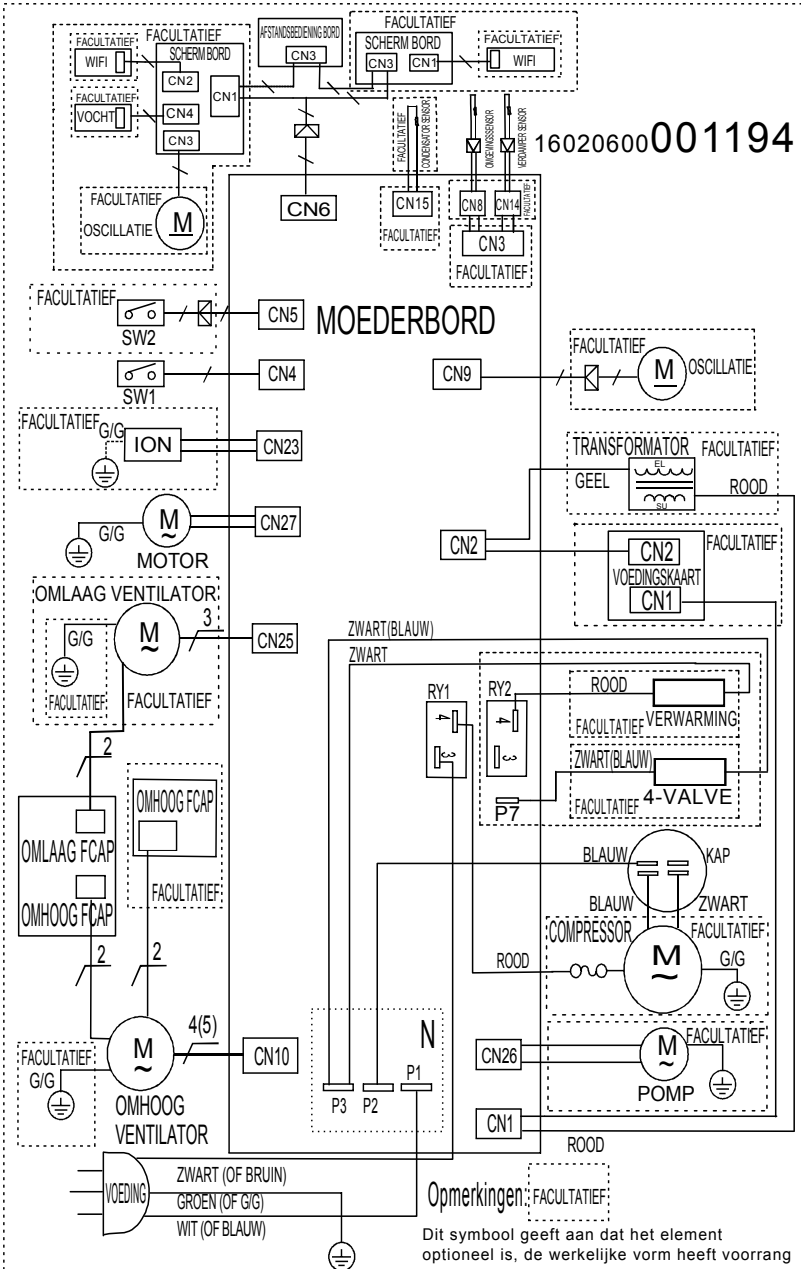 FACULTATIEF
FACULTATIEF
WIFI
SCHERM BORD
CN2
CN1
FACULTATIEF
VOCHT
CN4
CN3
FACULTATIEF
OSCILLATIE
M
AFSTANDSBEDIENING BORD
CN3
FACULTATIEF
SCHERM BORD
CN3
CN1
FACULTATIEF
WIFI
CN6
FACULTATIEF
CONDENSATOR SENSOR
CN15
FACULTATIEF
OMGEVINGSSENSOR
VERDAMPER SENSOR
CN8
CN14
FACULTATIEF
CN3
FACULTATIEF
16020600001194
MOEDERBORD
FACULTATIEF
SW2
CN5
SW1
CN4
FACULTATIEF
G/G
ION
CN23
G/G
M
~
MOTOR
CN27
OMLAAG VENTILATOR
G/G
M
~
3
CN25
FACULTATIEF
FACULTATIEF
2
OMLAAG FCAP
OMHOOG FCAP
OMHOOG FCAP
FACULTATIEF
2
2
FACULTATIEF
G/G
M
~
4(5)
CN10
OMHOOG
VENTILATOR
CN9
FACULTATIEF
M
OSCILLATIE
TRANSFORMATOR
FACULTATIEF
EL
GEEL
SU
ROOD
CN2
CN2
FACULTATIEF
VOEDINGSKAART
CN1
ZWART(BLAUW)
ZWART
RY1
4
3
RY2
4
3
ROOD
VERWARMING
FACULTATIEF
ZWART(BLAUW)
4-VALVE
FACULTATIEF
P7
BLAUW
KAP
BLAUW
ZWART
COMPRESSOR
FACULTATIEF
ROOD
M
~
G/G
N
P3
P2
P1
CN26
M
~
FACULTATIEF
POMP
CN1
ROOD
VOEDING
ZWART (OF BRUIN)
GROEN (OF G/G)
WIT (OF BLAUW)
Opmerkingen: FACULTATIEF
Dit symbool geeft aan dat het element
optioneel is, de werkelijke vorm heeft voorrang